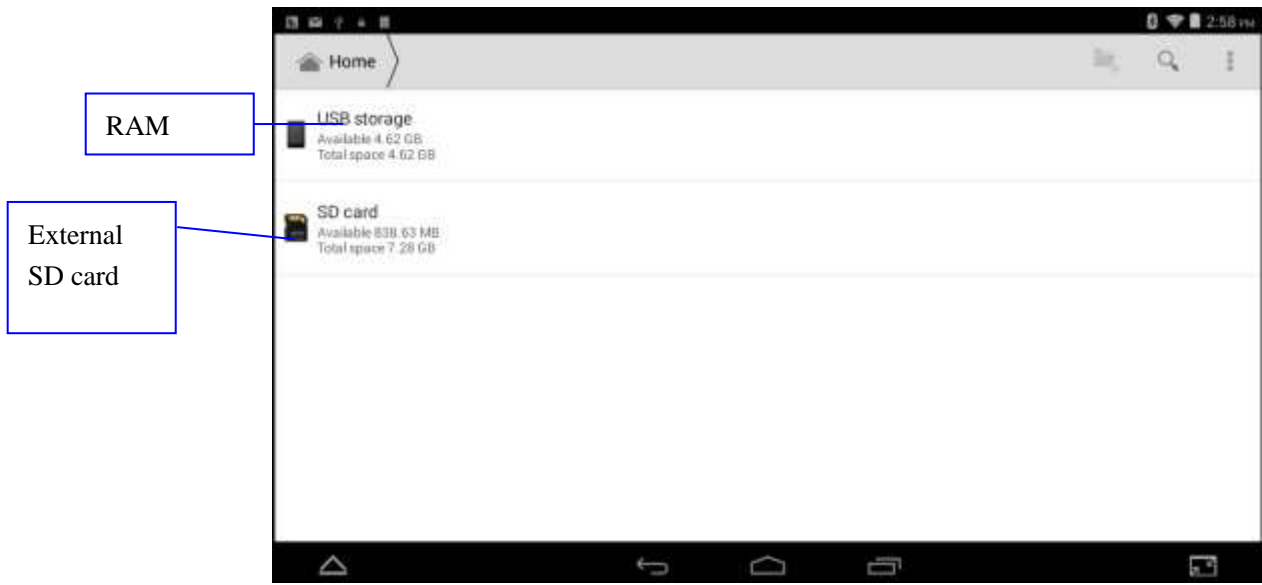 2:58 PM
Home
RAM
USB storage
Available 4.62 GB
Total space 4.62 GB
External
SD card
SD card
Available 838.63 MB
Total space 7.28 GB